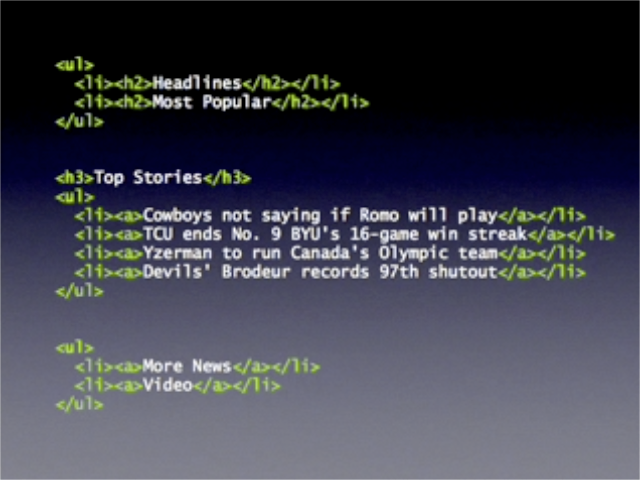 <ul>
<li><h2>Headlines</h2></li>
<li><h2>Most Popular</h2></li>
</ul>
<h3>Top Stories</h3>
<ul>
<li><a>Cowboys not saying if Romo will play</a></li>
<li><a>TCU ends No. 9 BYU's 16-game win streak</a></li>
<li><a>Yzerman to run Canada's Olympic team</a></li>
<li><a>Devils' Brodeur records 97th shutout</a></li>
</ul>
<ul>
<li><a>More News</a></li>
<li><a>Video</a></li>
</ul>